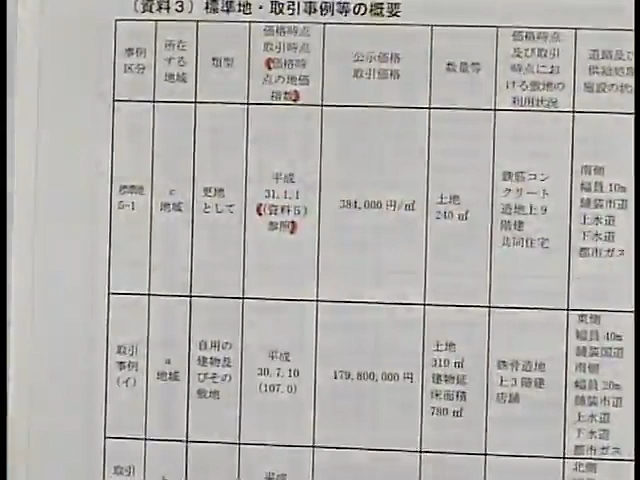 (資料3) 標準地・取引事例等の概要
事例
区分
所在
する
地域
類型
価格時点
取引時点
(価格時
点の地価
指数)
公示価格
取引価格
数量等
価格時点
及び取引
時点にお
ける敷地の
利用状況
道路及び
供給処
施設の状
標準地
5-1
c
地域
更地
として
平成
31.1.1
(資料5)
参照
384,000円/㎡
土地
240㎡
鉄筋コン
クリート
造地上9
階建
共同住宅
南側
幅員10m
舗装市道
上水道
下水道
都市ガス
取引
事例
(イ)
a
地域
自用の
建物及
びその
敷地
平成
30.7.10
(107.0)
179,800,000円
土地
310㎡
建物延
床面積
780㎡
鉄骨造地
上3階建
店舗
東側
幅員40m
舗装国道
南側
幅員20m
舗装市道
上水道
下水道
都市ガス
取引
平成
北側